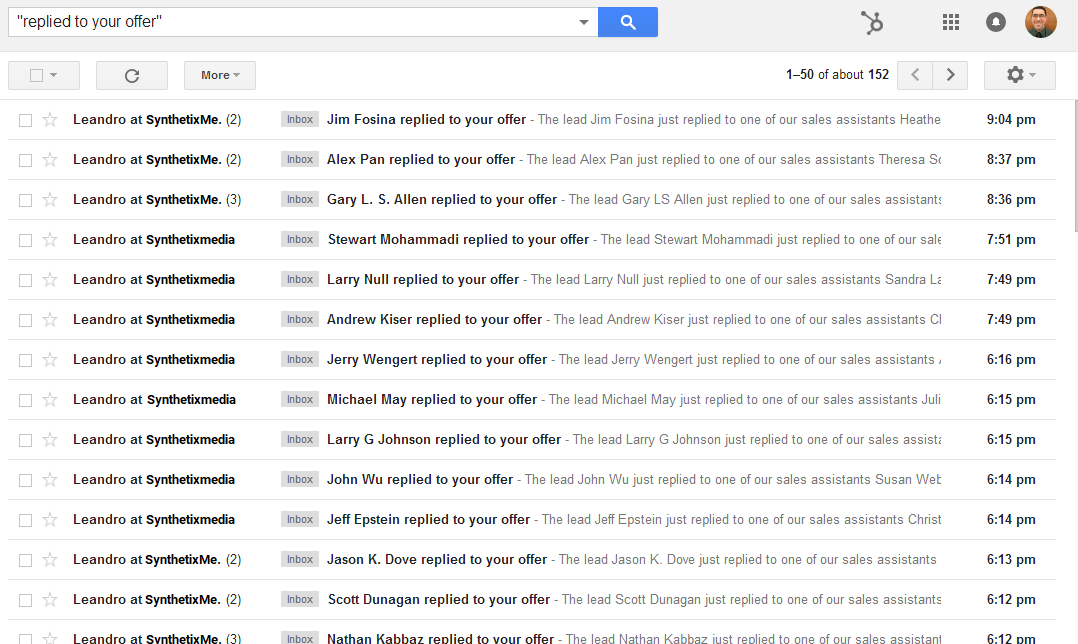 "replied to your offer"
More 1–50 of about 152
Leandro at SynthetixMe. (2) Inbox Jim Fosina replied to your offer - The lead Jim Fosina just replied to one of our sales assistants Heathe 9:04 pm
Leandro at SynthetixMe. (2) Inbox Alex Pan replied to your offer - The lead Alex Pan just replied to one of our sales assistants Theresa Sc 8:37 pm
Leandro at SynthetixMe. (3) Inbox Gary L. S. Allen replied to your offer - The lead Gary LS Allen just replied to one of our sales assistants 8:36 pm
Leandro at Synthetixmedia Inbox Stewart Mohammadi replied to your offer - The lead Stewart Mohammadi just replied to one of our sale 7:51 pm
Leandro at Synthetixmedia Inbox Larry Null replied to your offer - The lead Larry Null just replied to one of our sales assistants Sandra La 7:49 pm
Leandro at Synthetixmedia Inbox Andrew Kiser replied to your offer - The lead Andrew Kiser just replied to one of our sales assistants Cl 7:49 pm
Leandro at Synthetixmedia Inbox Jerry Wengert replied to your offer - The lead Jerry Wengert just replied to one of our sales assistants 6:16 pm
Leandro at Synthetixmedia Inbox Michael May replied to your offer - The lead Michael May just replied to one of our sales assistants Juli 6:15 pm
Leandro at Synthetixmedia Inbox Larry G Johnson replied to your offer - The lead Larry G Johnson just replied to one of our sales assista 6:15 pm
Leandro at Synthetixmedia Inbox John Wu replied to your offer - The lead John Wu just replied to one of our sales assistants Susan Web 6:14 pm
Leandro at Synthetixmedia Inbox Jeff Epstein replied to your offer - The lead Jeff Epstein just replied to one of our sales assistants Christ 6:14 pm
Leandro at SynthetixMe. (2) Inbox Jason K. Dove replied to your offer - The lead Jason K. Dove just replied to one of our sales assistants 6:13 pm
Leandro at SynthetixMe. (2) Inbox Scott Dunagan replied to your offer - The lead Scott Dunagan just replied to one of our sales assistants 6:12 pm
Leandro at SynthetixMe. (3) Inbox Nathan Kabbaz replied to your offer - The lead Nathan Kabbaz just replied to one of our sales assistants 6:12 pm